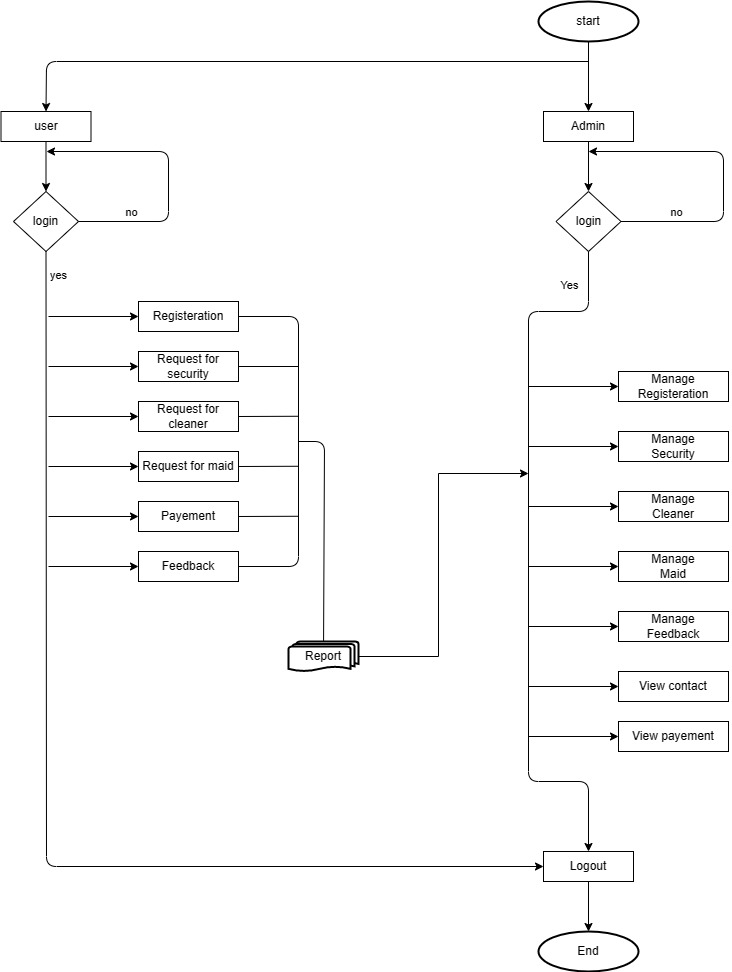 start
user
Admin
login
no
login
no
yes
Yes
Registeration
Request for
security
Request for
cleaner
Request for maid
Payement
Feedback
Report
Manage
Registeration
Manage
Security
Manage
Cleaner
Manage
Maid
Manage
Feedback
View contact
View payement
Logout
End